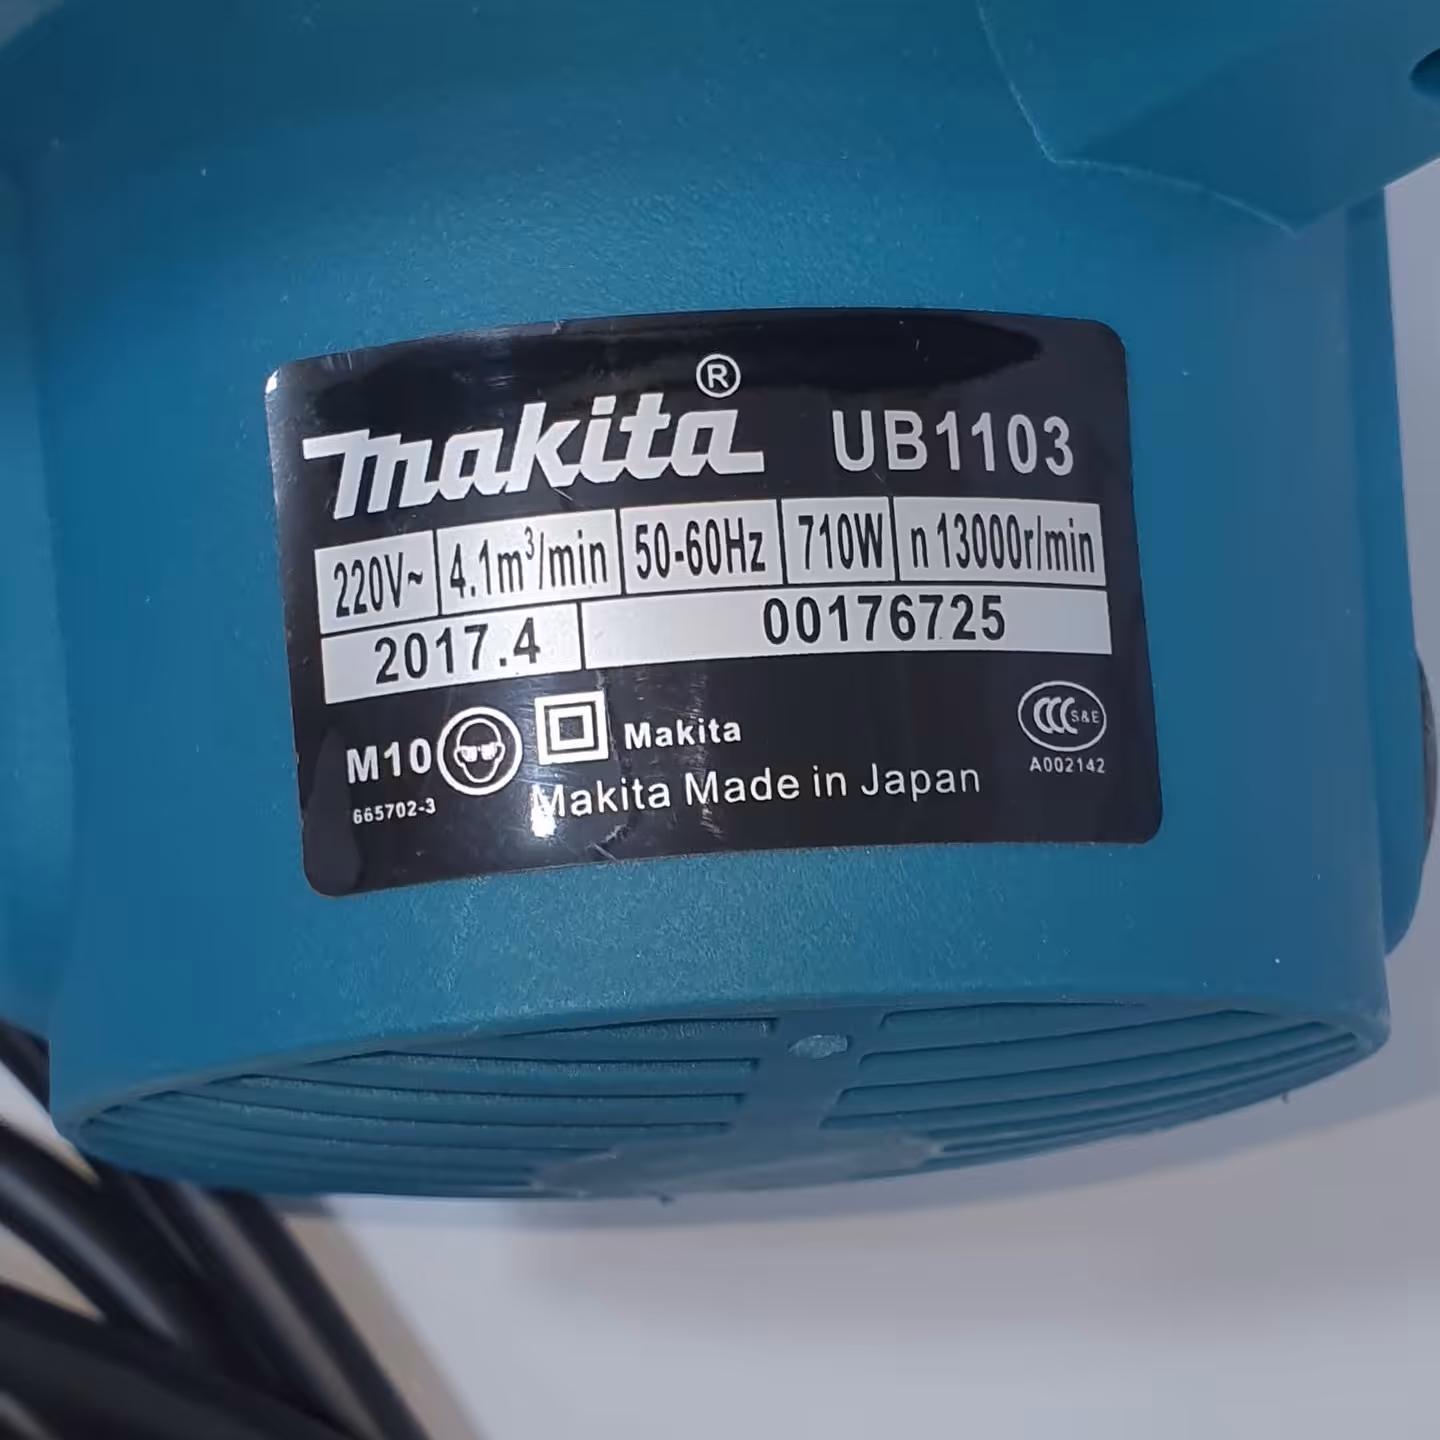 makita® UB1103
220V~ 4.1m³/min 50-60Hz 710W n 13000r/min
2017.4 00176725
M10 Makita
665702-3 Makita Made in Japan
CCC S&E
A002142